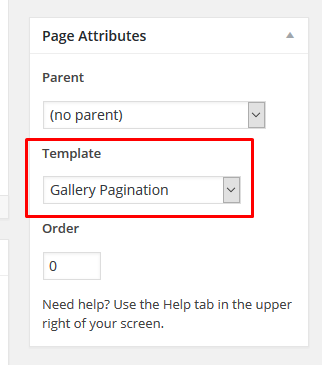 Page Attributes
Parent
(no parent)
Template
Gallery Pagination
Order
0
Need help? Use the Help tab in the upper
right of your screen.